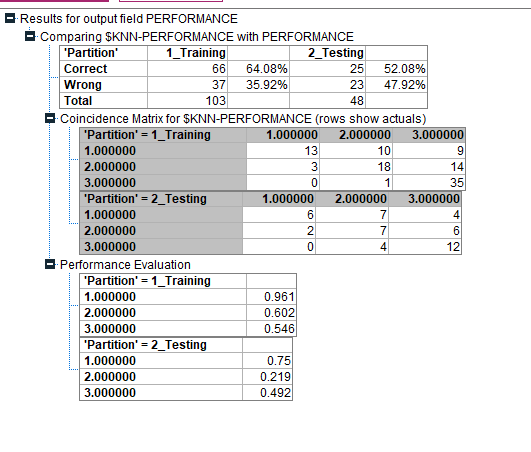 Results for output field PERFORMANCE
Comparing $KNN-PERFORMANCE with PERFORMANCE
'Partition' 1_Training 2_Testing
Correct 66 64.08% 25 52.08%
Wrong 37 35.92% 23 47.92%
Total 103 48
Coincidence Matrix for $KNN-PERFORMANCE (rows show actuals)
'Partition' = 1_Training 1.000000 2.000000 3.000000
1.000000 13 10 9
2.000000 3 18 14
3.000000 0 1 35
'Partition' = 2_Testing 1.000000 2.000000 3.000000
1.000000 6 7 4
2.000000 2 7 6
3.000000 0 4 12
Performance Evaluation
'Partition' = 1_Training
1.000000 0.961
2.000000 0.602
3.000000 0.546
'Partition' = 2_Testing
1.000000 0.75
2.000000 0.219
3.000000 0.492